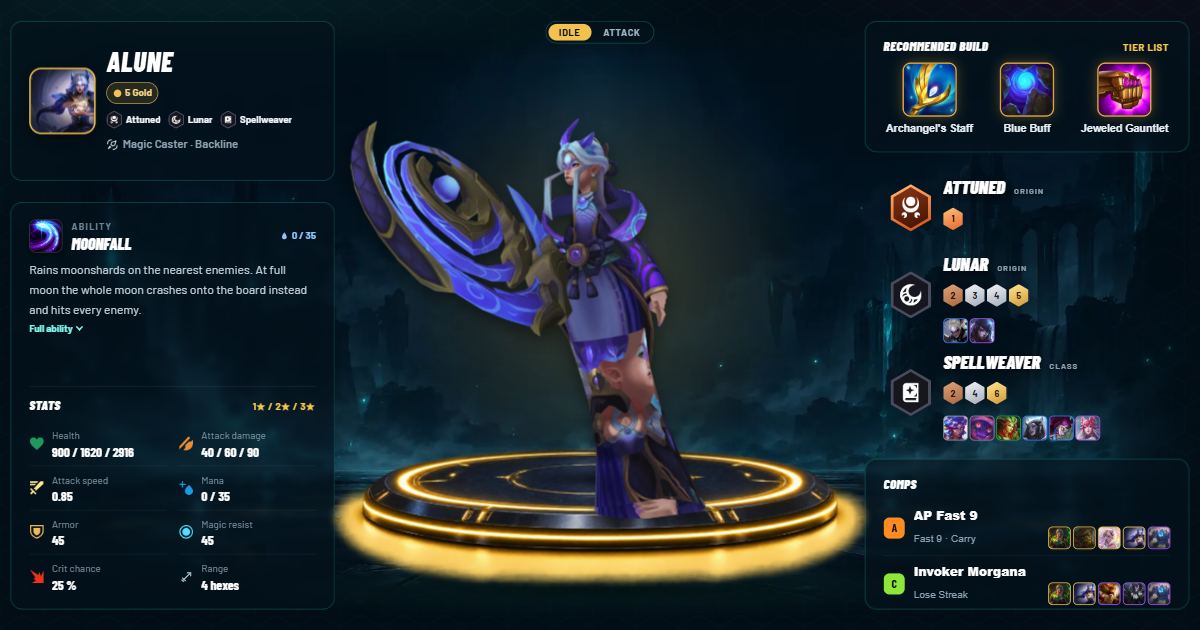 IDLE
ATTACK
ALUNE
5 Gold
Attuned
Lunar
Spellweaver
Magic Caster · Backline
ABILITY
MOONFALL
0 / 35
Rains moonshards on the nearest enemies. At full
moon the whole moon crashes onto the board instead
and hits every enemy.
Full ability
STATS
1★ / 2★ / 3★
Health
900 / 1620 / 2916
Attack damage
40 / 60 / 90
Attack speed
0.85
Mana
0 / 35
Armor
45
Magic resist
45
Crit chance
25 %
Range
4 hexes
RECOMMENDED BUILD
TIER LIST
Archangel's Staff
Blue Buff
Jeweled Gauntlet
ATTUNED ORIGIN
1
LUNAR ORIGIN
2 3 4 5
SPELLWEAVER CLASS
2 4 6
COMPS
A
AP Fast 9
Fast 9 · Carry
C
Invoker Morgana
Lose Streak